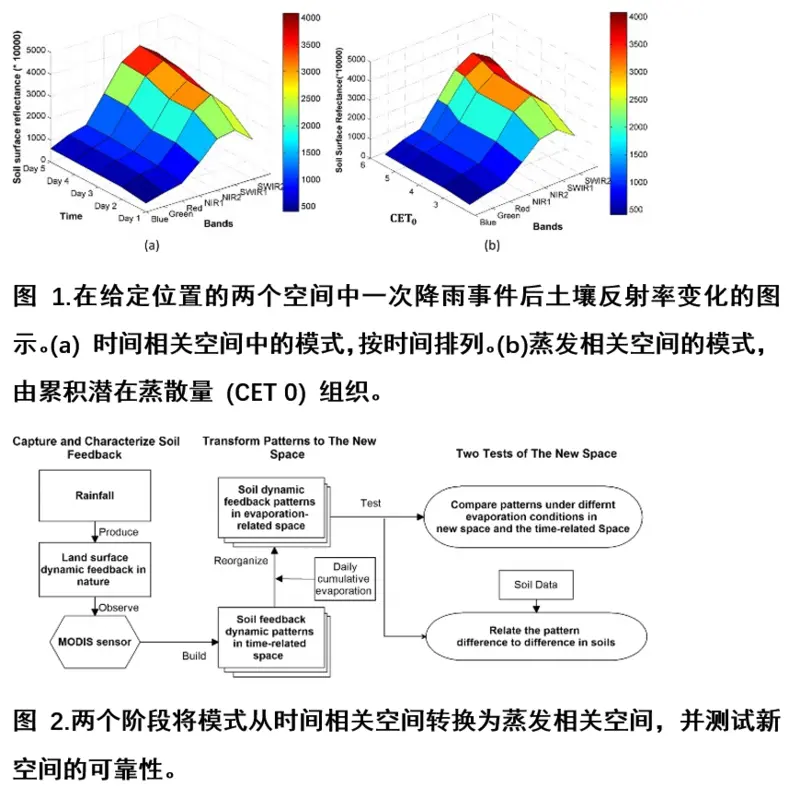 Soil surface reflectance (* 10000)
5000
4000
3000
2000
1000
0
Day 5
Day 4
Day 3
Day 2
Day 1
Time
Blue
Green
Red
NIR1
NIR2
SWIR1
SWIR2
Bands
4000
3500
3000
2500
2000
1500
1000
500
(a)
Soil Surface Reflectance(*10000)
5000
4000
3000
2000
1000
0
6
5
4
3
CET₀
Blue
Green
Red
NIR1
NIR2
SWIR1
SWIR2
Bands
4000
3500
3000
2500
2000
1500
1000
500
(b)
图 1.在给定位置的两个空间中一次降雨事件后土壤反射率变化的图
示。(a) 时间相关空间中的模式，按时间排列。(b)蒸发相关空间的模式，
由累积潜在蒸散量 (CET 0) 组织。
Capture and Characterize Soil
Feedback
Rainfall
Produce
Land surface
dynamic feedback in
nature
Observe
MODIS sensor
Build
Transform Patterns to The New
Space
Soil dynamic
feedback patterns
in evaporation-
related space
Reorganize
Daily
cumulative
evaporation
Soil feedback
dynamic patterns
in time-related
space
Two Tests of The New Space
Test
Compare patterns under differnt
evaporation conditions in
new space and the time-related Space
Soil Data
Relate the pattern
difference to difference in soils
图 2.两个阶段将模式从时间相关空间转换为蒸发相关空间，并测试新
空间的可靠性。